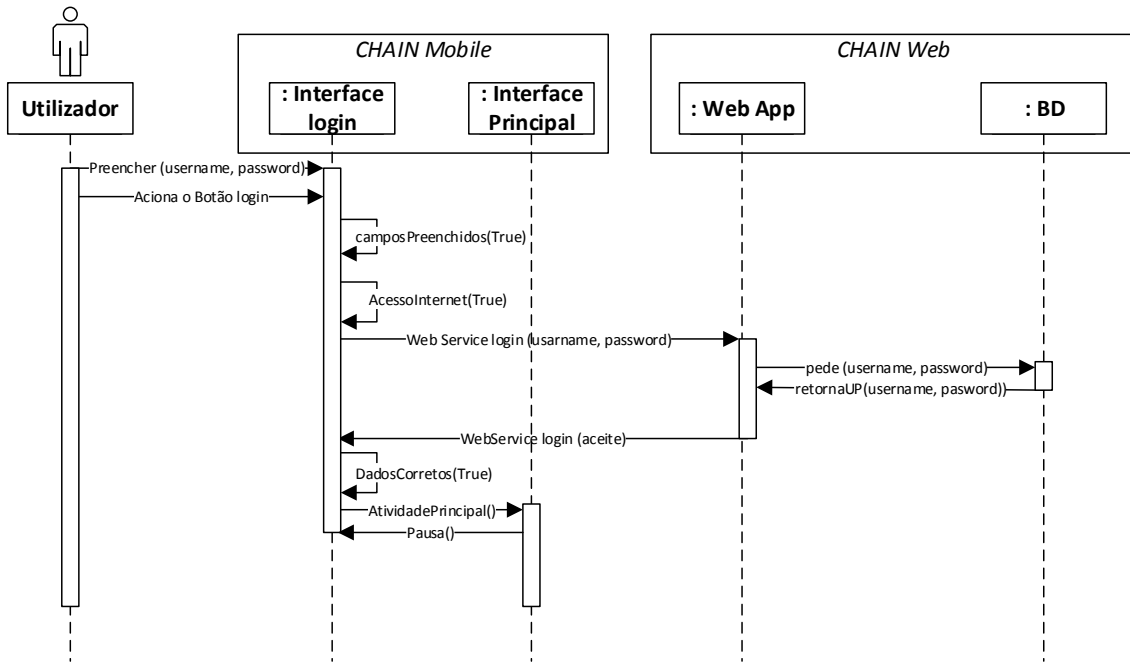 CHAIN Mobile
CHAIN Web
Utilizador
: Interface
login
: Interface
Principal
: Web App
: BD
Preencher (username, password)
Aciona o Botão login
camposPreenchidos(True)
AcessoInternet(True)
Web Service login (usarname, password)
pede (username, password)
retornaUP(username, pasword))
WebService login (aceite)
DadosCorretos(True)
AtividadePrincipal()
Pausa()